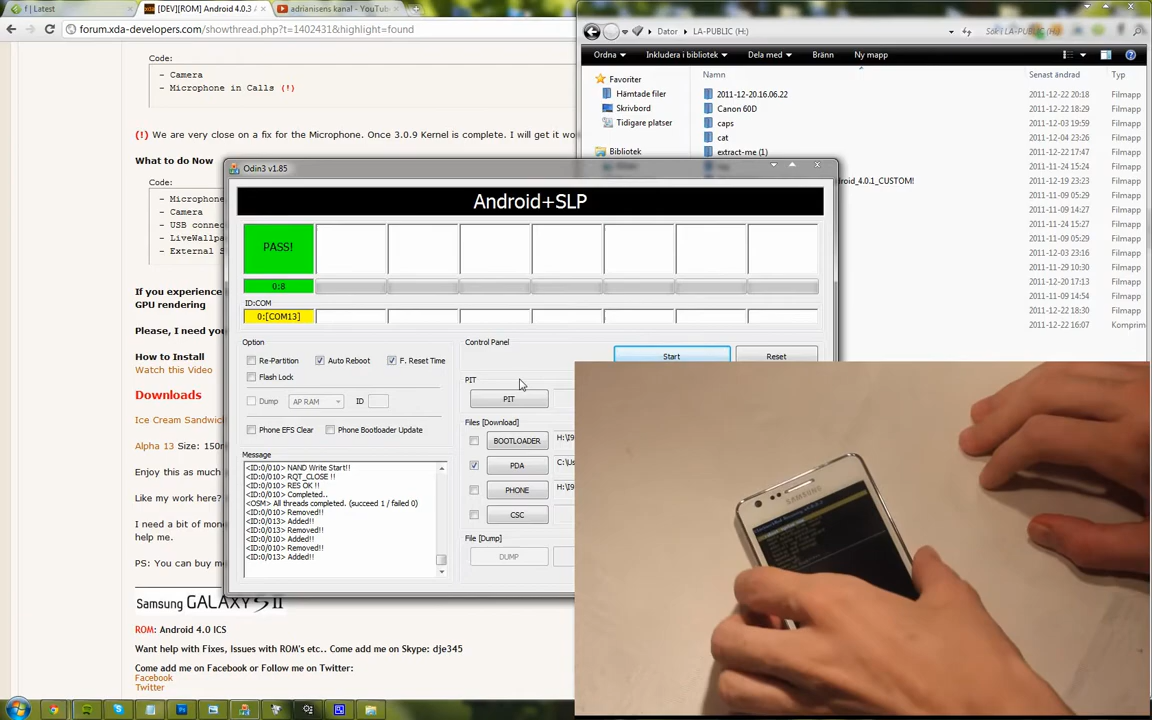 f | Latest
[DEV][ROM] Android 4.0.3 A
adrianisens kanal - YouTube
forum.xda-developers.com/showthread.php?t=1402431&highlight=found
Dator
LA-PUBLIC (H:)
Sök i LA-PUBLIC (H:)
Ordna
Inkludera i bibliotek
Dela med
Bränn
Ny mapp
Code:
- Camera
- Microphone in Calls (!)
(!) We are very close on a fix for the Microphone. Once 3.0.9 Kernel is complete. I will get it wo
What to do Now
Code:
- Microphone
- Camera
- USB connec
- LiveWallpa
- External S
If you experience
GPU rendering
Please, I need you
How to Install
Watch this Video
Downloads
Ice Cream Sandwic
Alpha 13 Size: 150m
Enjoy this as much
Like my work here?
I need a bit of mon
help me.
PS: You can buy m
Samsung GALAXY S II
ROM: Android 4.0 ICS
Want help with Fixes, Issues with ROM's etc.. Come add me on Skype: dje345
Come add me on Facebook or Follow me on Twitter:
Facebook
Twitter
Favoriter
Hämtade filer
Skrivbord
Tidigare platser
Bibliotek
Namn
Senast ändrad
Typ
2011-12-20.16.06.22
2011-12-22 20:18
Filmapp
Canon 60D
2011-12-22 18:29
Filmapp
caps
2011-12-03 19:59
Filmapp
cat
2011-12-04 23:26
Filmapp
extract-me (1)
2011-12-22 17:47
Filmapp
roid_4.0.1_CUSTOM!
2011-12-19 23:23
Filmapp
2011-11-09 05:29
Filmapp
2011-11-09 14:27
Filmapp
2011-11-24 15:27
Filmapp
2011-11-09 05:29
Filmapp
2011-12-03 23:16
Filmapp
2011-11-29 10:30
Filmapp
2011-12-20 17:13
Filmapp
2011-11-09 14:54
Filmapp
2011-12-22 16:07
Komprim
Odin3 v1.85
Android+SLP
PASS!
0:8
ID:COM
0:[COM13]
Option
Re-Partition
Auto Reboot
F. Reset Time
Flash Lock
Dump
AP RAM
ID
Phone EFS Clear
Phone Bootloader Update
Message
<ID:0/010> NAND Write Start!!
<ID:0/010> RQT_CLOSE !!
<ID:0/010> RES OK !!
<ID:0/010> Completed..
<OSM> All threads completed. (succeed 1 / failed 0)
<ID:0/010> Removed!!
<ID:0/013> Added!!
<ID:0/013> Removed!!
<ID:0/010> Added!!
<ID:0/010> Removed!!
<ID:0/013> Added!!
Control Panel
Start
Reset
PIT
PIT
Files [Download]
BOOTLOADER
H:\I9
PDA
C:\Us
PHONE
H:\I9
CSC
File [Dump]
DUMP
SAMSUNG